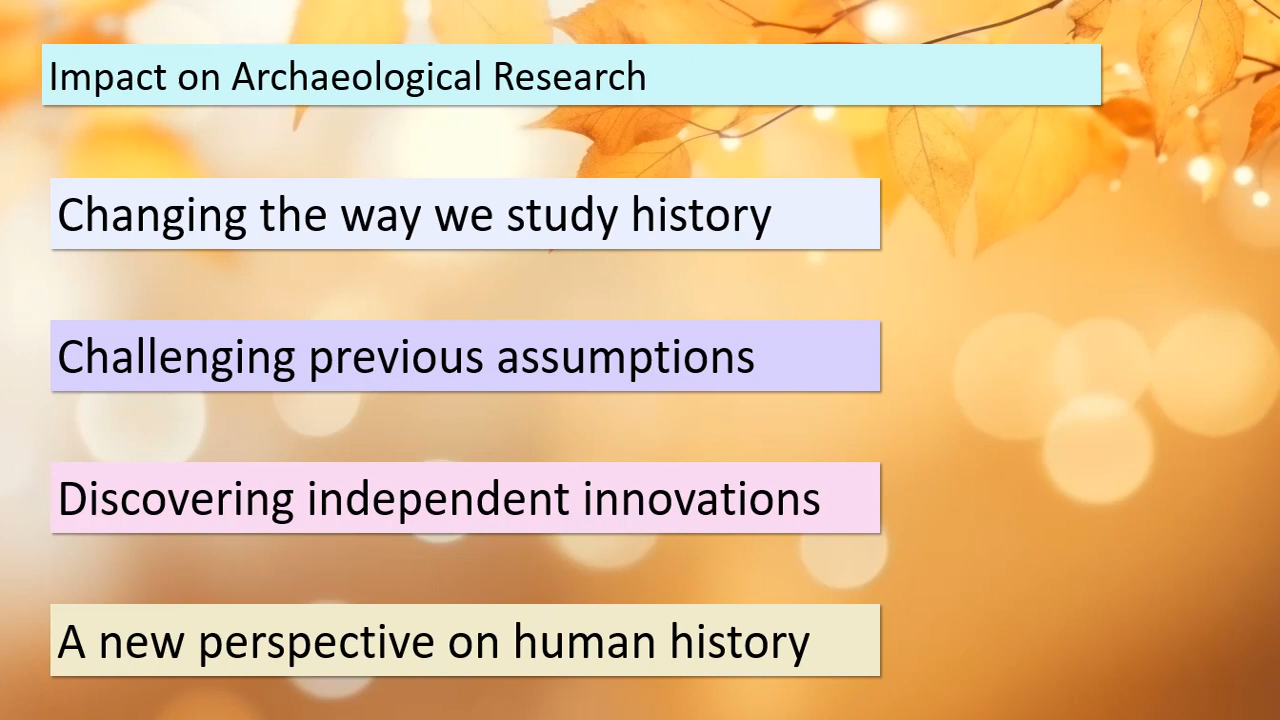 Impact on Archaeological Research
Changing the way we study history
Challenging previous assumptions
Discovering independent innovations
A new perspective on human history